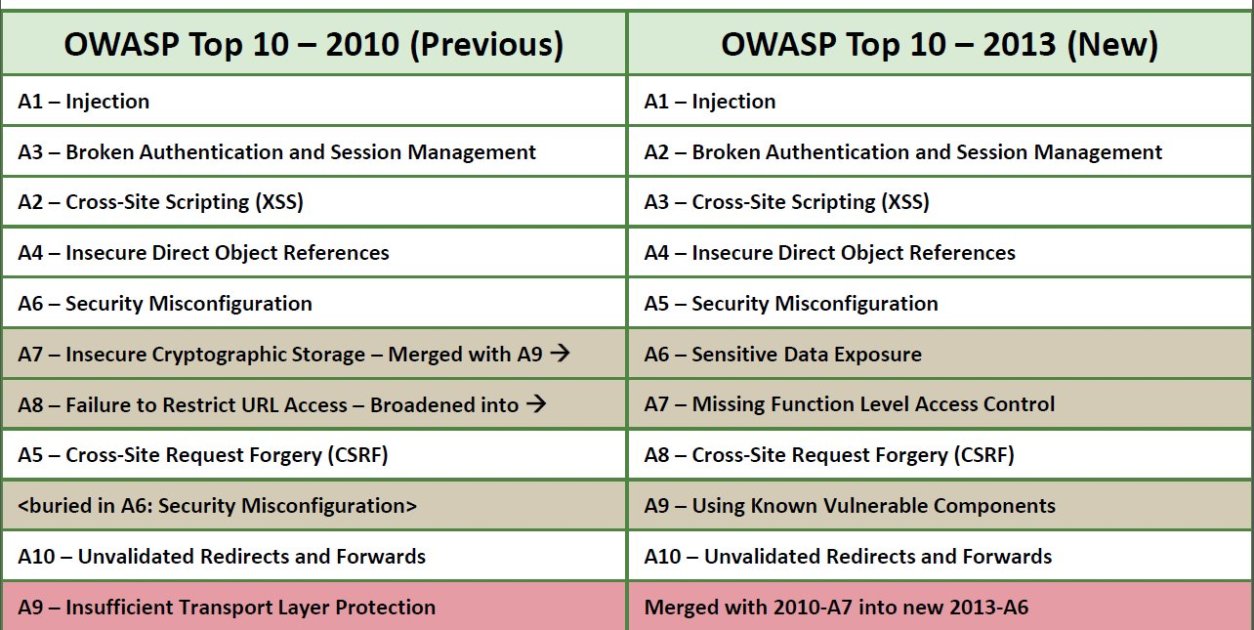 OWASP Top 10 – 2010 (Previous)
OWASP Top 10 – 2013 (New)
A1 – Injection
A1 – Injection
A3 – Broken Authentication and Session Management
A2 – Broken Authentication and Session Management
A2 – Cross-Site Scripting (XSS)
A3 – Cross-Site Scripting (XSS)
A4 – Insecure Direct Object References
A4 – Insecure Direct Object References
A6 – Security Misconfiguration
A5 – Security Misconfiguration
A7 – Insecure Cryptographic Storage – Merged with A9 →
A6 – Sensitive Data Exposure
A8 – Failure to Restrict URL Access – Broadened into →
A7 – Missing Function Level Access Control
A5 – Cross-Site Request Forgery (CSRF)
A8 – Cross-Site Request Forgery (CSRF)
<buried in A6: Security Misconfiguration>
A9 – Using Known Vulnerable Components
A10 – Unvalidated Redirects and Forwards
A10 – Unvalidated Redirects and Forwards
A9 – Insufficient Transport Layer Protection
Merged with 2010-A7 into new 2013-A6